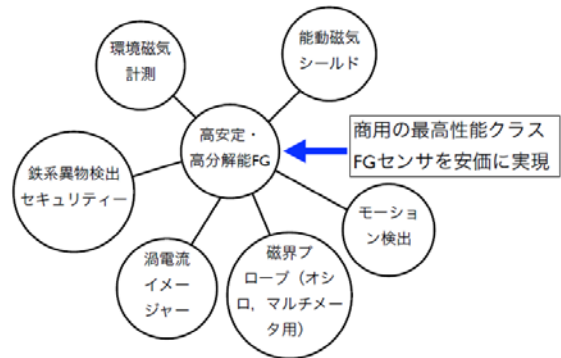 環境磁気
計測
能動磁気
シールド
高安定・
高分解能FG
商用の最高性能クラス
FGセンサを安価に実現
鉄系異物検出
セキュリティー
モーショ
ン検出
渦電流
イメー
ジャー
磁界プ
ローブ（オシ
ロ，マルチメー
タ用）